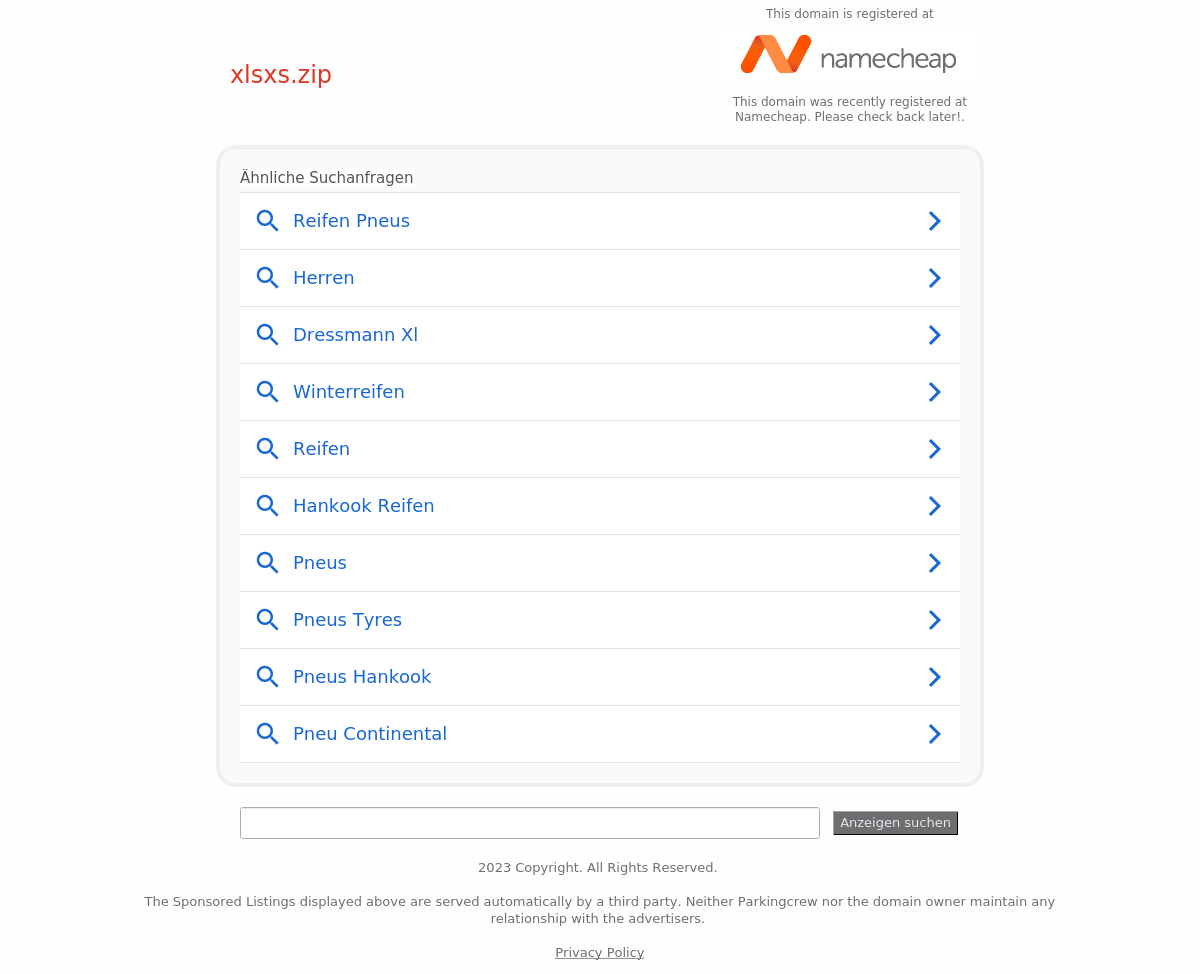 This domain is registered at
namecheap
xlsxs.zip
This domain was recently registered at
Namecheap. Please check back later!.
Ähnliche Suchanfragen
Reifen Pneus
Herren
Dressmann Xl
Winterreifen
Reifen
Hankook Reifen
Pneus
Pneus Tyres
Pneus Hankook
Pneu Continental
Anzeigen suchen
2023 Copyright. All Rights Reserved.
The Sponsored Listings displayed above are served automatically by a third party. Neither Parkingcrew nor the domain owner maintain any
relationship with the advertisers.
Privacy Policy